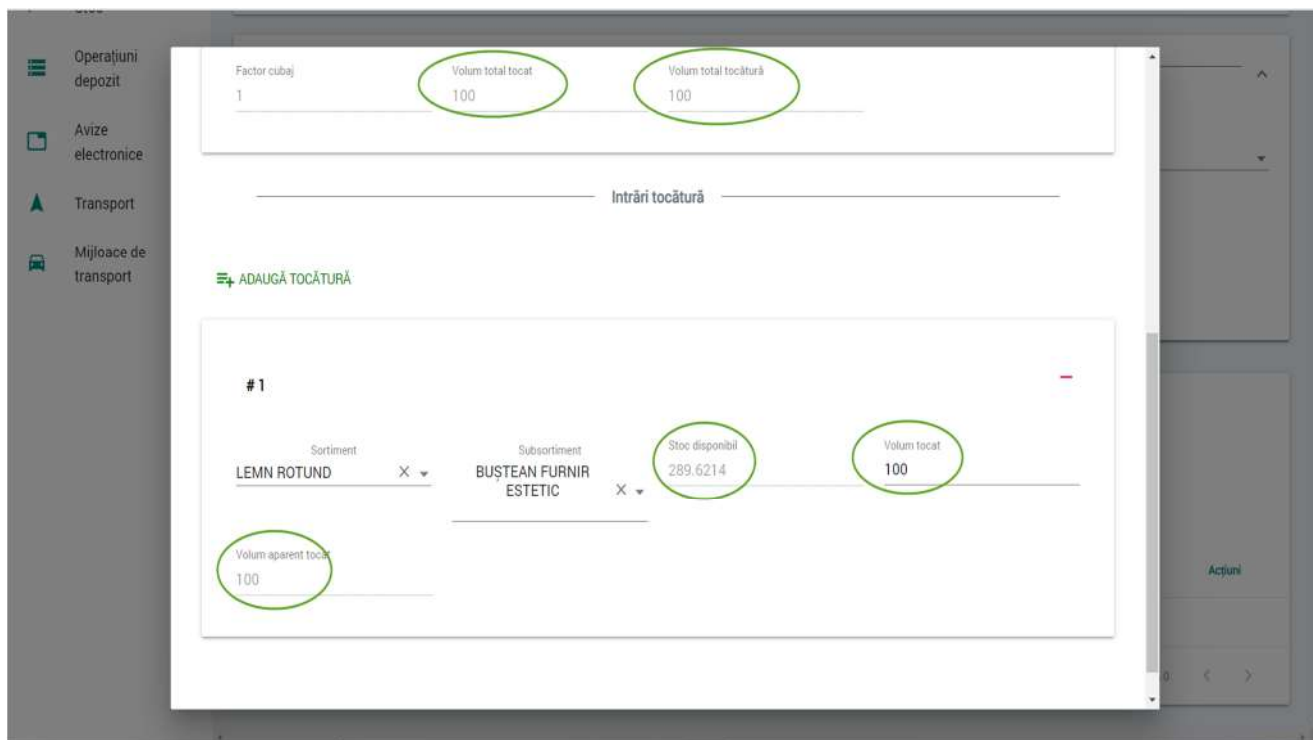 Operațiuni
depozit
Avize
electronice
Transport
Mijloace de
transport
Factor cubaj
1
Volum total tocat
100
Volum total tocătură
100
Intrări tocătură
ADAUGĂ TOCĂTURĂ
# 1
Sortiment
LEMN ROTUND
Subsortiment
BUȘTEAN FURNIR
ESTETIC
Stoc disponibil
289.6214
Volum tocat
100
Volum aparent tocat
100
Acțiuni
0